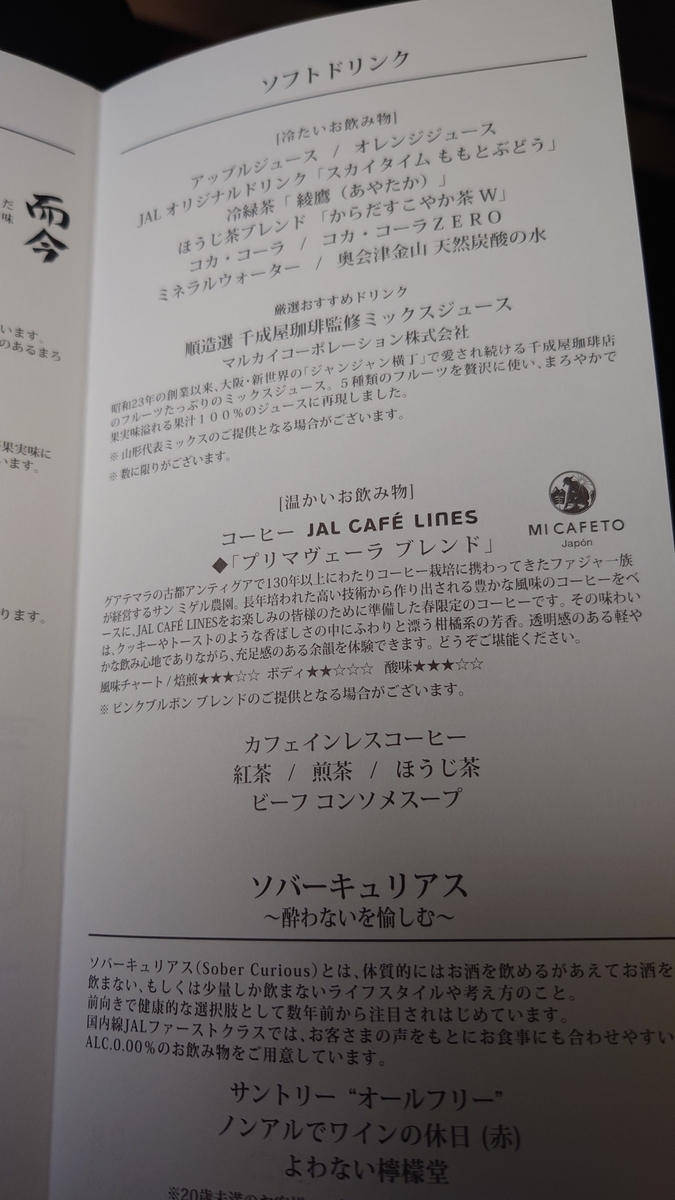 而今
だ
味
います。
のあるまろ
果実味に
います。
ります。
ソフトドリンク
[冷たいお飲み物]
アップルジュース / オレンジジュース
JAL オリジナルドリンク「スカイタイム ももとぶどう」
冷緑茶「 綾鷹（あやたか）」
ほうじ茶ブレンド 「からだすこやか茶 W」
コカ・コーラ / コカ・コーラＺＥＲＯ
ミネラルウォーター / 奥会津金山 天然炭酸の水
厳選おすすめドリンク
順造選 千成屋珈琲監修ミックスジュース
マルカイコーポレーション株式会社
昭和23年の創業以来、大阪・新世界の「ジャンジャン横丁」で愛され続ける千成屋珈琲店
のフルーツたっぷりのミックスジュース。５種類のフルーツを贅沢に使い、まろやかで
果実味溢れる果汁１００％のジュースに再現しました。
※ 山形代表ミックスのご提供となる場合がございます。
※ 数に限りがございます。
[温かいお飲み物]
コーヒー JAL CAFÉ LINES
MI CAFETO
Japón
◆「プリマヴェーラ ブレンド」
グアテマラの古都アンティグアで130年以上にわたりコーヒー栽培に携わってきたファジャー族
が経営するサン ミゲル農園。長年培われた高い技術から作り出される豊かな風味のコーヒーをベ
ースに、JAL CAFÉ LINESをお楽しみの皆様のために準備した春限定のコーヒーです。その味わい
は、クッキーやトーストのような香ばしさの中にふわりと漂う柑橘系の芳香。透明感のある軽や
かな飲み心地でありながら、充足感のある余韻を体験できます。どうぞご堪能ください。
風味チャート / 焙煎★★★☆☆ ボディ★★☆☆☆ 酸味★★★☆☆
※ ピンクブルボン ブレンドのご提供となる場合がございます。
カフェインレスコーヒー
紅茶 / 煎茶 / ほうじ茶
ビーフ コンソメスープ
ソバーキュリアス
～酔わないを愉しむ～
ソバーキュリアス（Sober Curious）とは、体質的にはお酒を飲めるがあえてお酒を
飲まない、もしくは少量しか飲まないライフスタイルや考え方のこと。
前向きで健康的な選択肢として数年前から注目されはじめています。
国内線JALファーストクラスでは、お客さまの声をもとにお食事にも合わせやすい
ALC.0.00％のお飲み物をご用意しています。
サントリー “オールフリー”
ノンアルでワインの休日 (赤)
よわない檸檬堂
※20歳未満のお客様